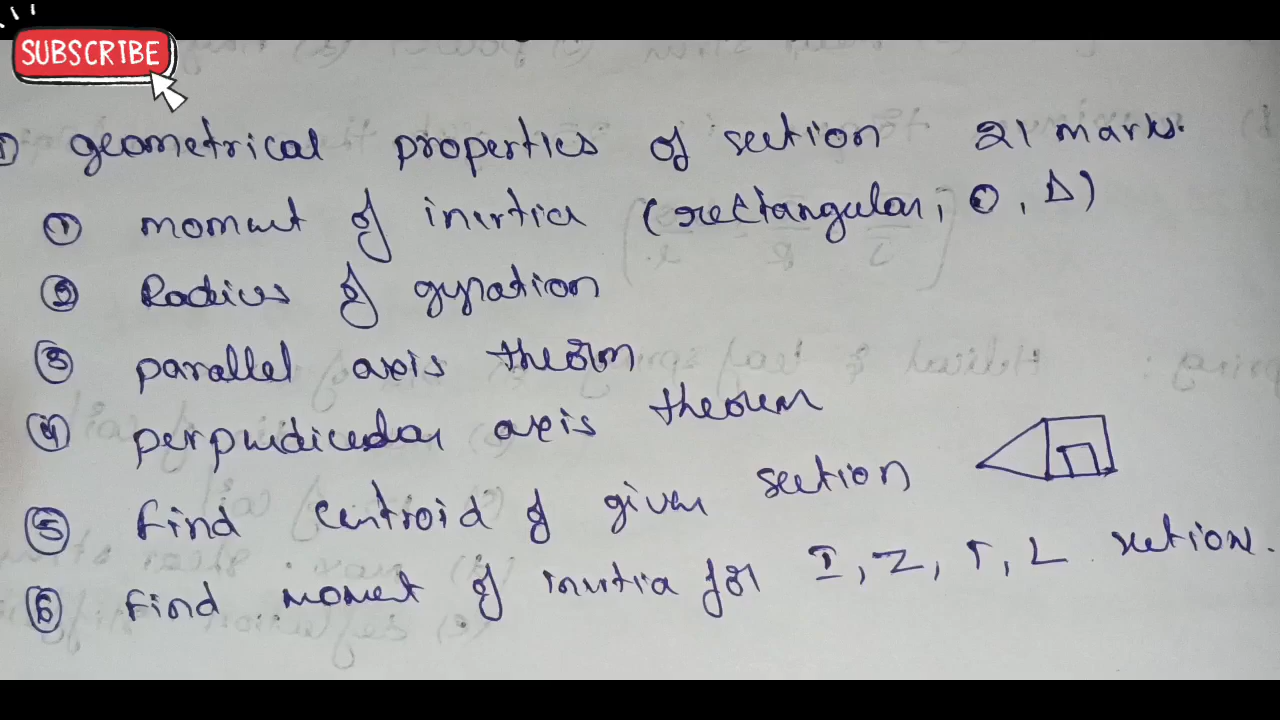 SUBSCRIBE
1) geometrical properties of section 21 marks.
① moment of inertia (rectangular, O, Δ)
② Radius of gyration
③ parallel axis theorm
④ perpendicular axis theorem
⑤ Find centroid of given section
⑥ Find moment of inertia for I, Z, T, L section.